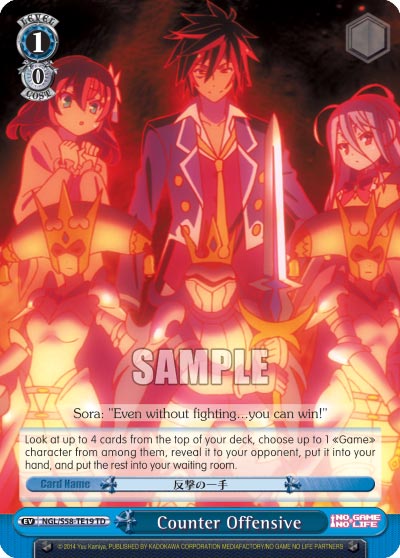 LEVEL
1
0
COST
SAMPLE
Sora: "Even without fighting...you can win!"
Look at up to 4 cards from the top of your deck, choose up to 1 «Game»
character from among them, reveal it to your opponent, put it into your
hand, and put the rest into your waiting room.
Card Name 反撃の一手
EV NGL/S58-TE19 TD Counter Offensive NO GAME
NO LIFE
© 2014 Yuu Kamiya, PUBLISHED BY KADOKAWA CORPORATION MEDIAFACTORY/NO GAME NO LIFE PARTNERS